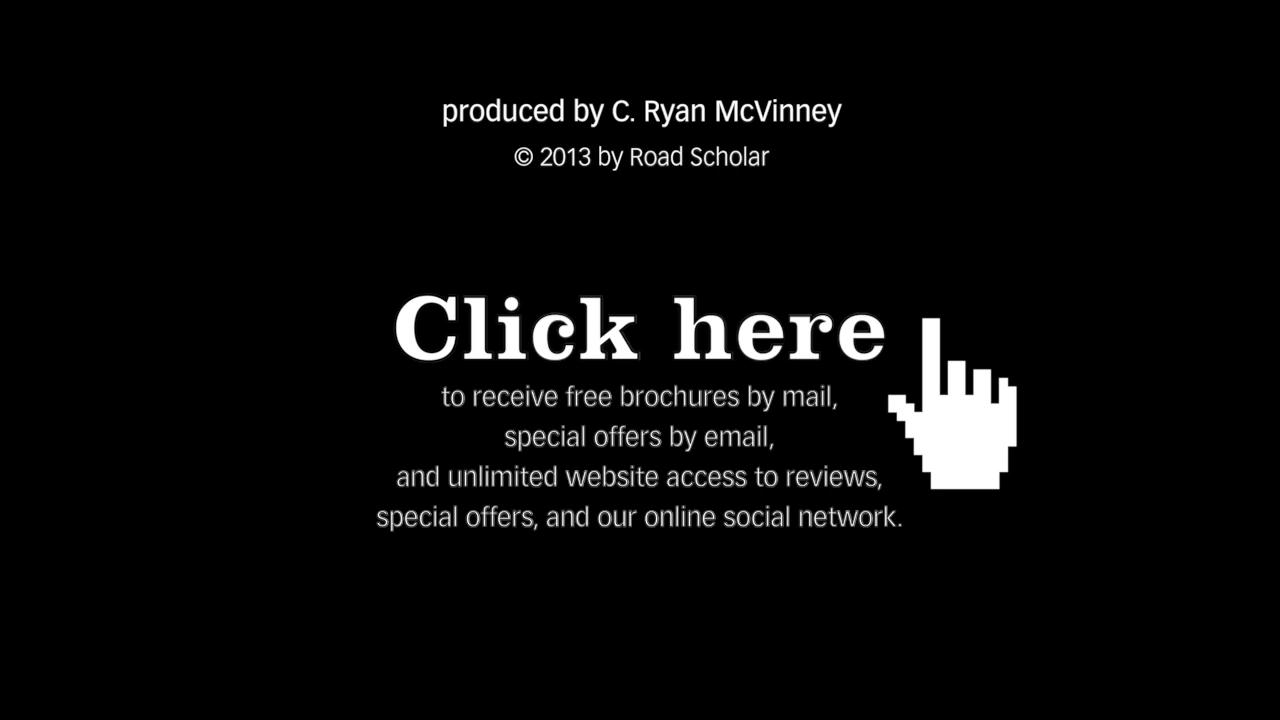 produced by C. Ryan McVinney
© 2013 by Road Scholar
Click here
to receive free brochures by mail,
special offers by email,
and unlimited website access to reviews,
special offers, and our online social network.